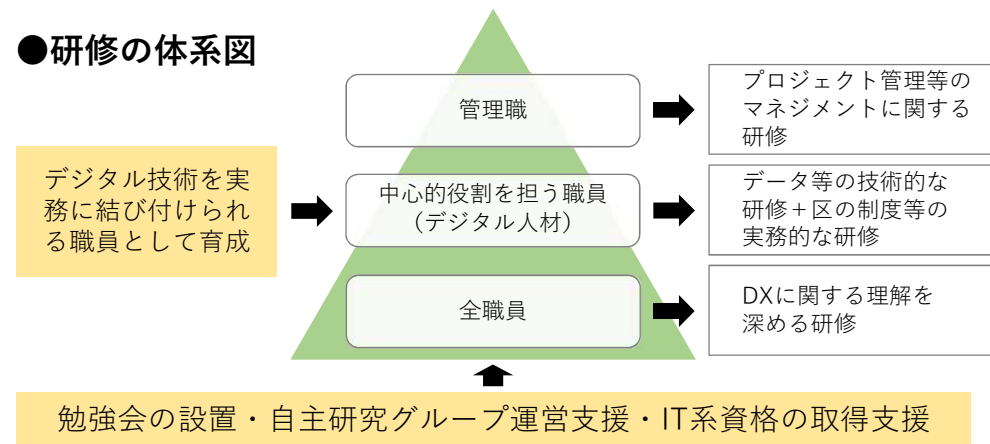 ●研修の体系図
管理職
プロジェクト管理等の
マネジメントに関する
研修
デジタル技術を実
務に結び付けられ
る職員として育成
中心的役割を担う職員
(デジタル人材)
データ等の技術的な
研修＋区の制度等の
実務的な研修
全職員
DXに関する理解を
深める研修
勉強会の設置・自主研究グループ運営支援・IT系資格の取得支援